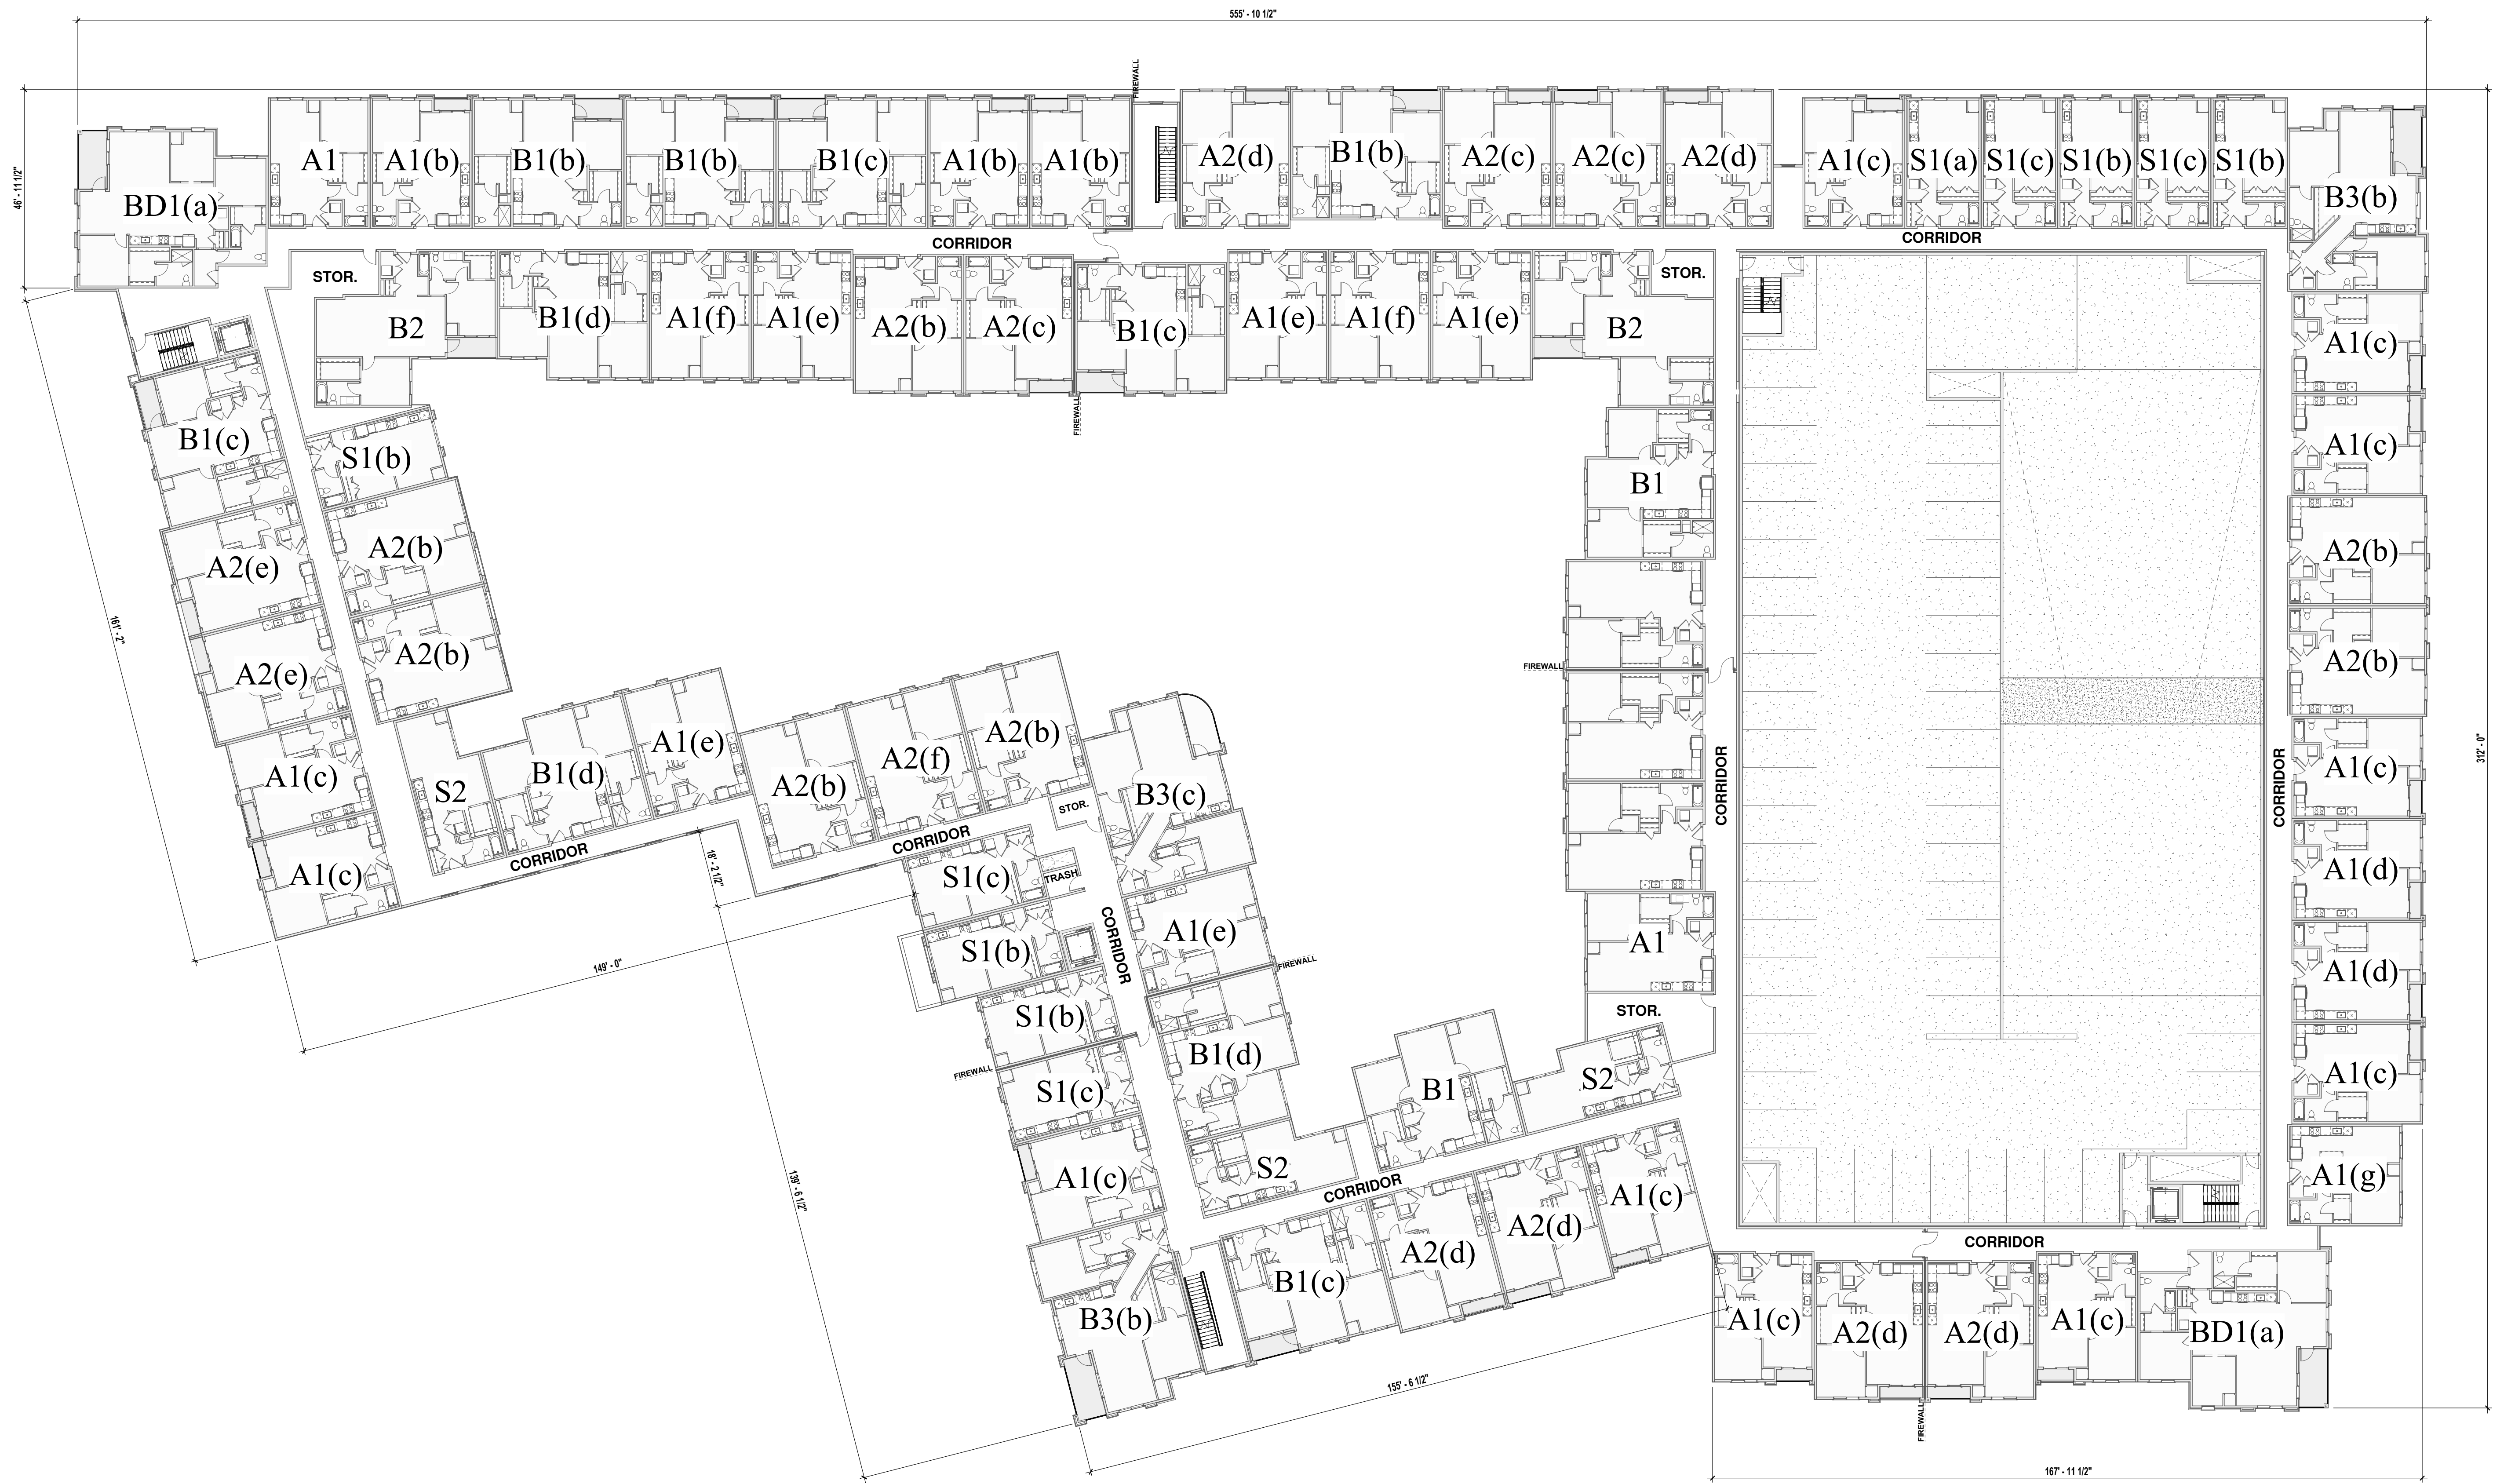 555' - 10 1/2"
FIREWALL
46' - 11 1/2"
A1
A1(b)
B1(b)
B1(b)
B1(c)
A1(b)
A1(b)
A2(d)
B1(b)
A2(c)
A2(c)
A2(d)
A1(c)
S1(a)
S1(c)
S1(b)
S1(c)
S1(b)
BD1(a)
B3(b)
CORRIDOR
CORRIDOR
STOR.
STOR.
B2
B1(d)
A1(f)
A1(e)
A2(b)
A2(c)
B1(c)
A1(e)
A1(f)
A1(e)
B2
A1(c)
FIREWALL
B1(c)
S1(b)
A1(c)
B1
A2(b)
A2(e)
A2(b)
161' - 2"
A2(b)
A2(e)
A2(b)
FIREWALL
A1(e)
A2(b)
A2(f)
A2(b)
A1(c)
S2
B1(d)
B3(c)
CORRIDOR
CORRIDOR
A1(c)
312' - 0"
STOR.
CORRIDOR
CORRIDOR
18' - 2 1/2"
A1(c)
S1(c)
TRASH
A1(d)
CORRIDOR
A1(e)
S1(b)
A1
149' - 0"
FIREWALL
A1(d)
S1(b)
STOR.
B1(d)
FIREWALL
S1(c)
B1
S2
A1(c)
A1(c)
S2
CORRIDOR
139' - 6 1/2"
A1(c)
A2(d)
A2(d)
B1(c)
A1(g)
CORRIDOR
B3(b)
A1(c)
A2(d)
A2(d)
A1(c)
BD1(a)
155' - 6 1/2"
FIREWALL
167' - 11 1/2"